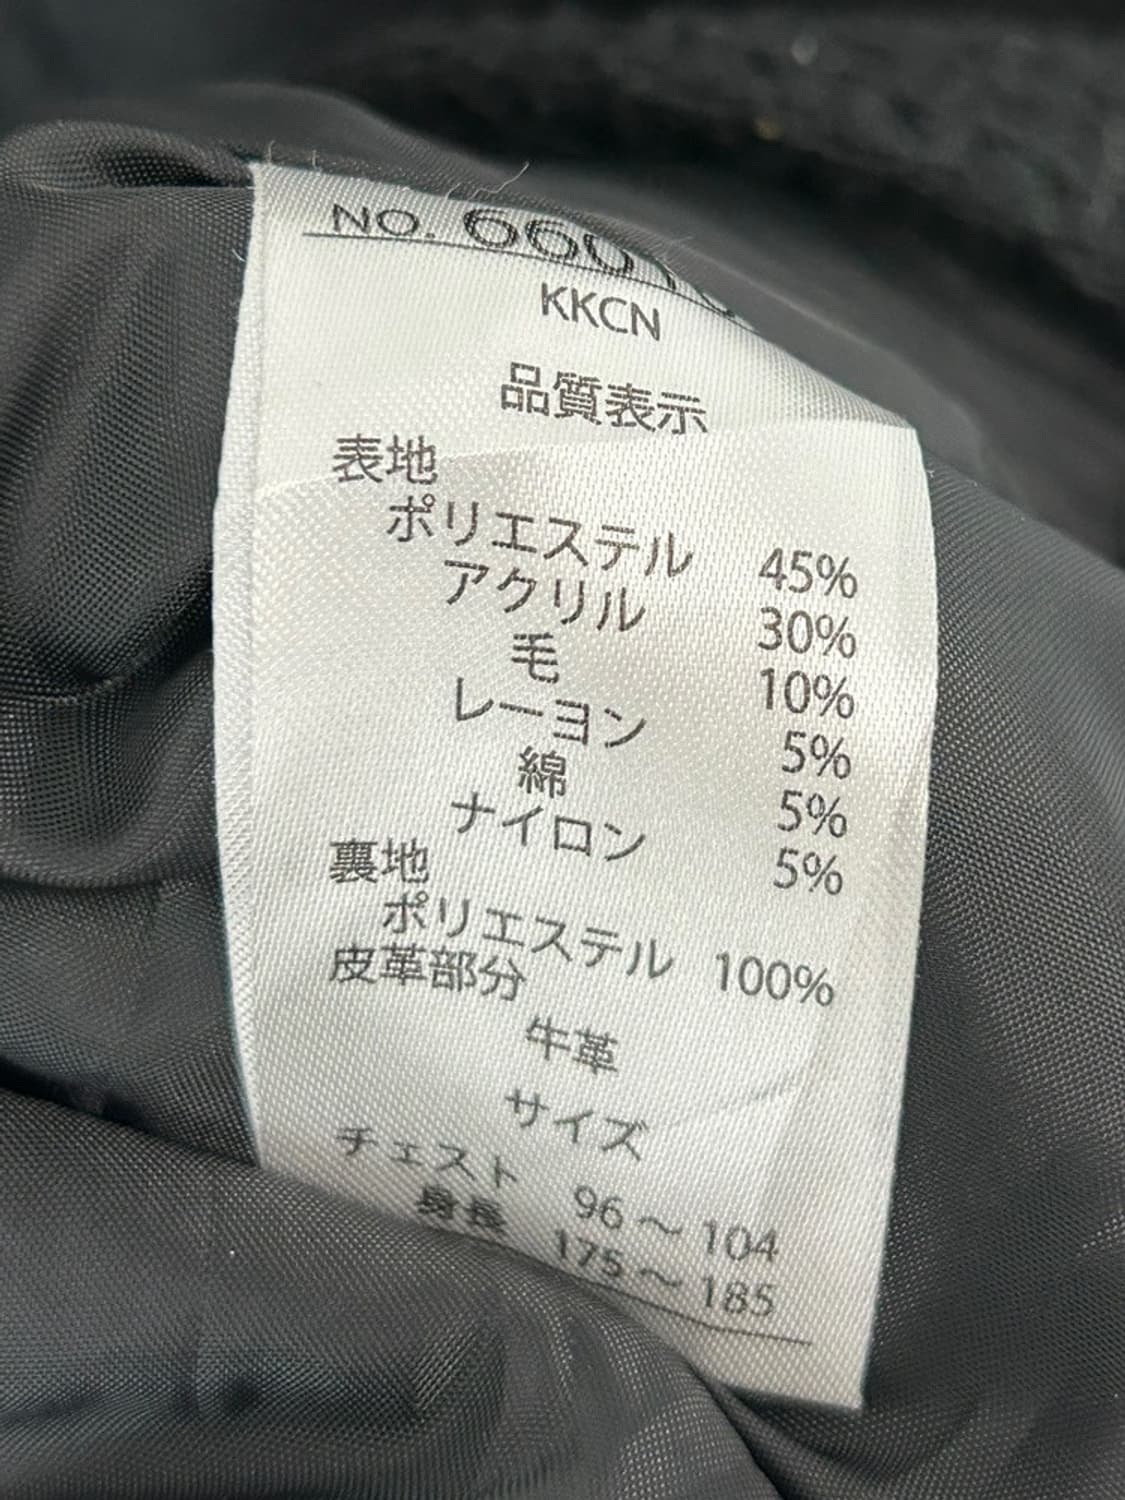 NO. 6601
KKCN
品質表示
表地
ポリエステル 45%
アクリル 30%
毛 10%
レーヨン 5%
綿 5%
ナイロン 5%
裏地
ポリエステル 100%
皮革部分
牛革
サイズ
チェスト 96〜104
身長 175〜185